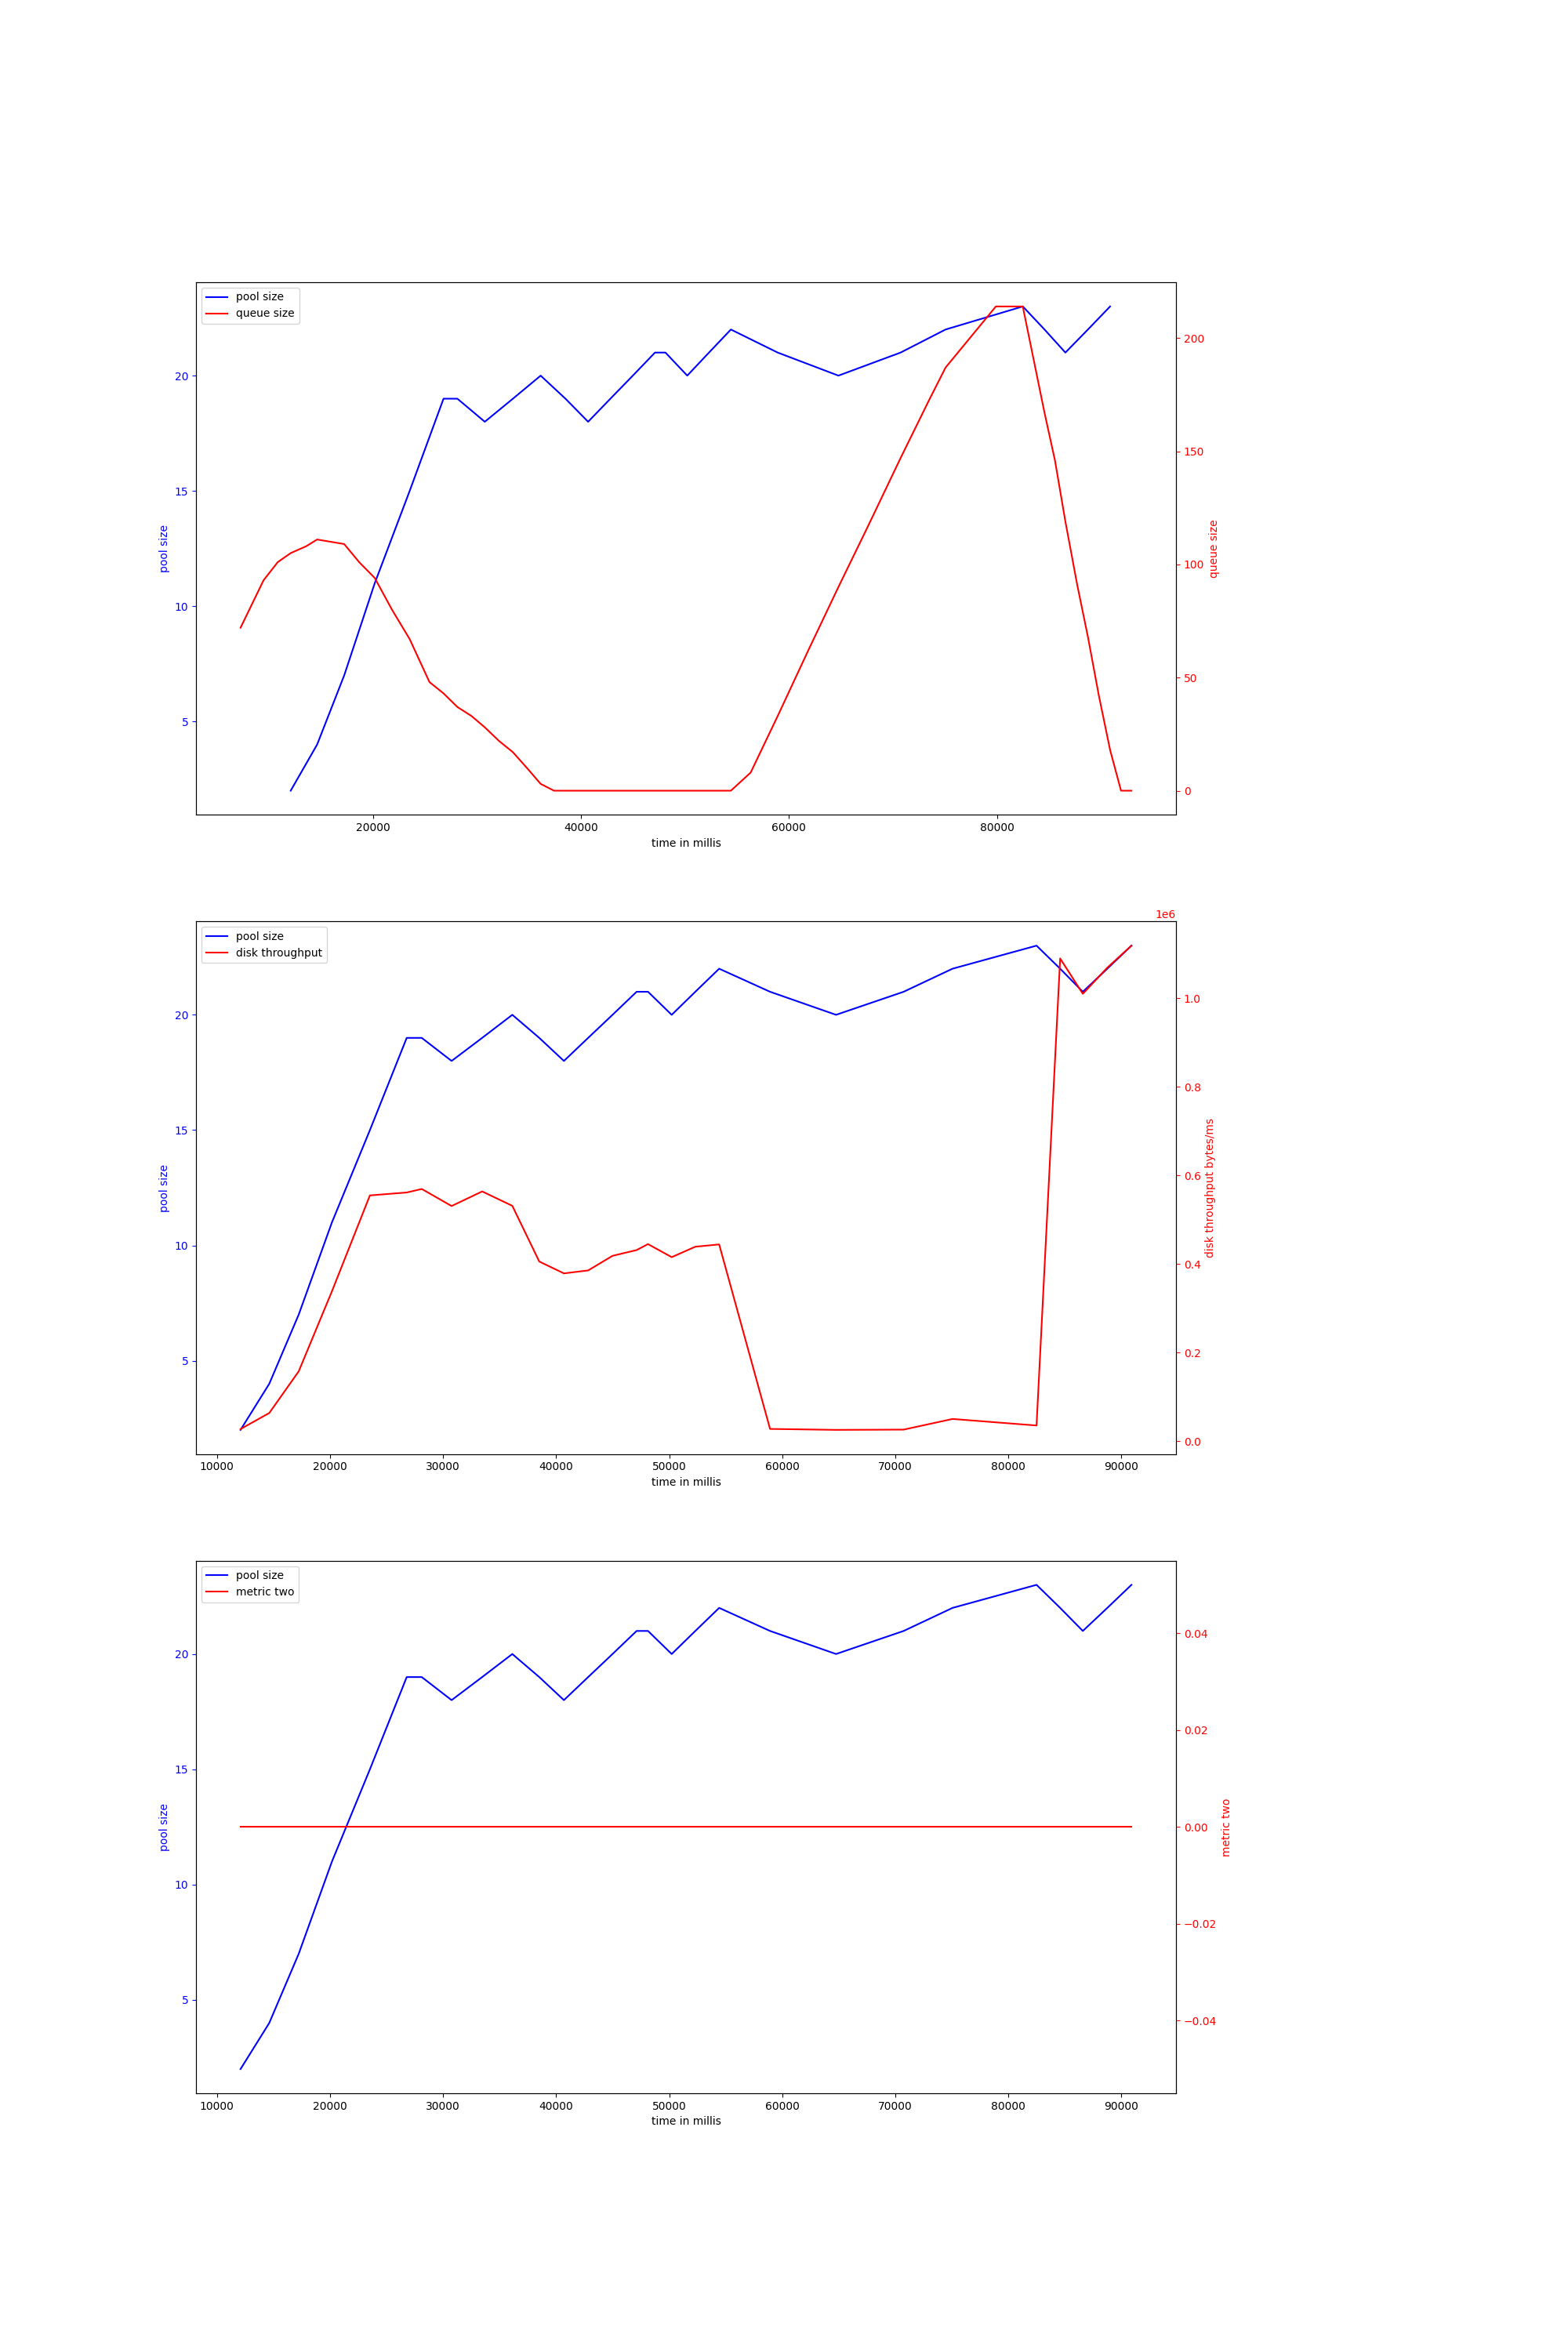 pool size
queue size
20
15
10
5
pool size
200
150
100
50
0
queue size
20000 40000 60000 80000
time in millis
1e6
pool size
disk throughput
20
15
10
5
pool size
1.0
0.8
0.6
0.4
0.2
0.0
disk throughput bytes/ms
10000 20000 30000 40000 50000 60000 70000 80000 90000
time in millis
pool size
metric two
20
15
10
5
pool size
0.04
0.02
0.00
−0.02
−0.04
metric two
10000 20000 30000 40000 50000 60000 70000 80000 90000
time in millis